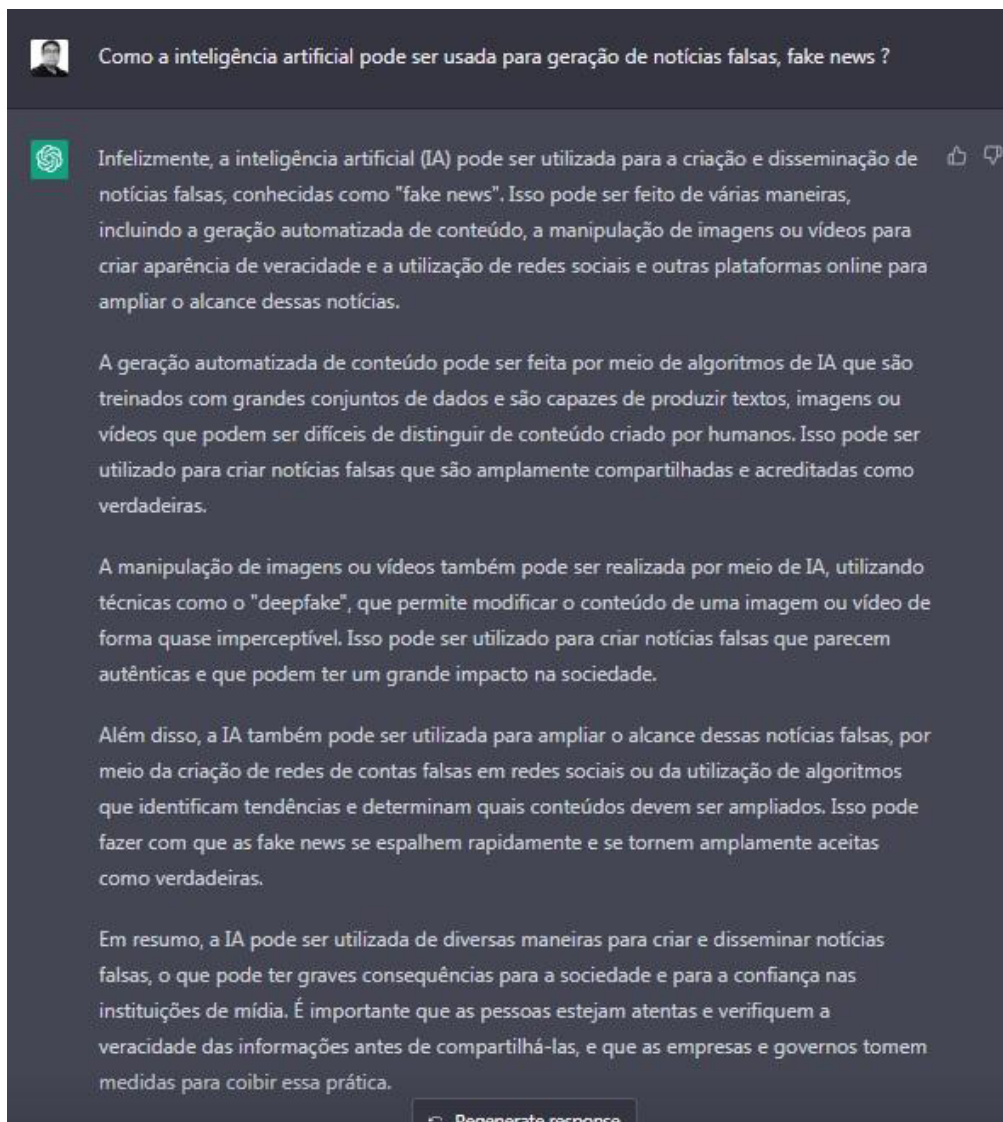 Como a inteligência artificial pode ser usada para geração de notícias falsas, fake news ?
Infelizmente, a inteligência artificial (IA) pode ser utilizada para a criação e disseminação de
notícias falsas, conhecidas como "fake news". Isso pode ser feito de várias maneiras,
incluindo a geração automatizada de conteúdo, a manipulação de imagens ou vídeos para
criar aparência de veracidade e a utilização de redes sociais e outras plataformas online para
ampliar o alcance dessas notícias.
A geração automatizada de conteúdo pode ser feita por meio de algoritmos de IA que são
treinados com grandes conjuntos de dados e são capazes de produzir textos, imagens ou
vídeos que podem ser difíceis de distinguir de conteúdo criado por humanos. Isso pode ser
utilizado para criar notícias falsas que são amplamente compartilhadas e acreditadas como
verdadeiras.
A manipulação de imagens ou vídeos também pode ser realizada por meio de IA, utilizando
técnicas como o "deepfake", que permite modificar o conteúdo de uma imagem ou vídeo de
forma quase imperceptível. Isso pode ser utilizado para criar notícias falsas que parecem
autênticas e que podem ter um grande impacto na sociedade.
Além disso, a IA também pode ser utilizada para ampliar o alcance dessas notícias falsas, por
meio da criação de redes de contas falsas em redes sociais ou da utilização de algoritmos
que identificam tendências e determinam quais conteúdos devem ser ampliados. Isso pode
fazer com que as fake news se espalhem rapidamente e se tornem amplamente aceitas
como verdadeiras.
Em resumo, a IA pode ser utilizada de diversas maneiras para criar e disseminar notícias
falsas, o que pode ter graves consequências para a sociedade e para a confiança nas
instituições de mídia. É importante que as pessoas estejam atentas e verifiquem a
veracidade das informações antes de compartilhá-las, e que as empresas e governos tomem
medidas para coibir essa prática.
Regenerate response